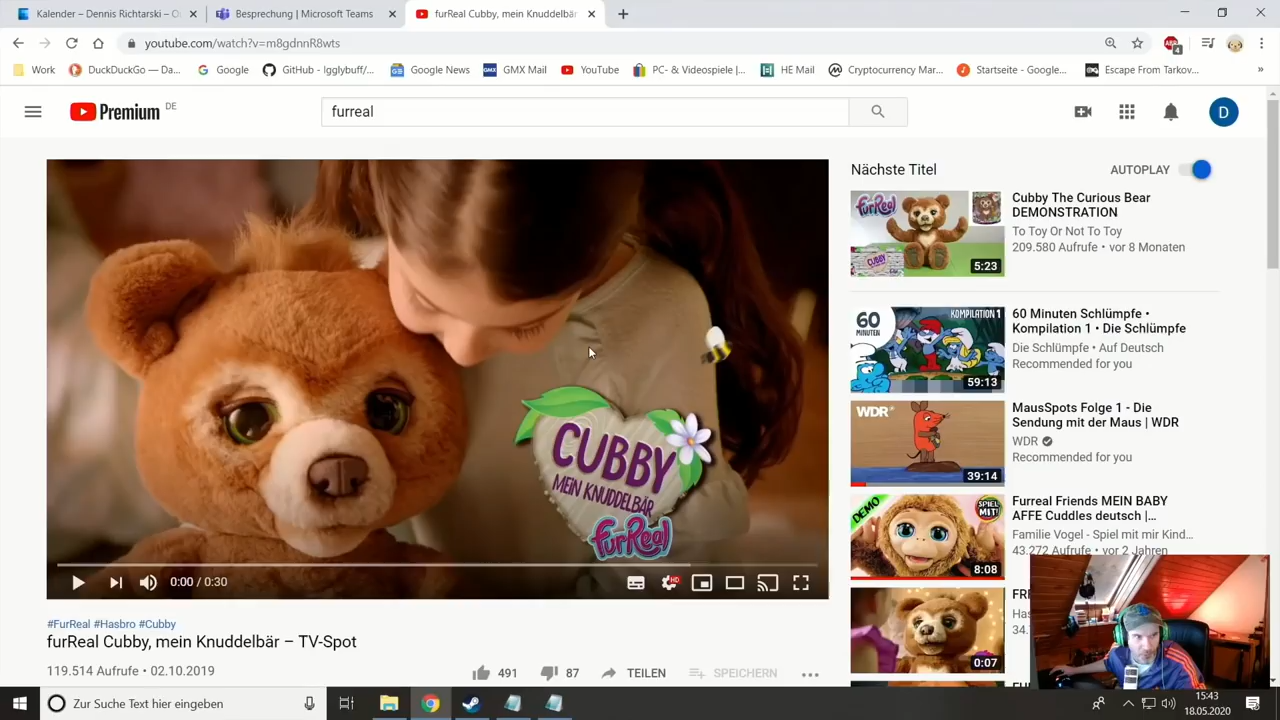 Kalender – Dennis Richtarski – O
Besprechung | Microsoft Teams
furReal Cubby, mein Knuddelbär
youtube.com/watch?v=m8gdnnR8wts
4
Work
DuckDuckGo — Da...
Google
GitHub - Igglybuff/...
Google News
GMX Mail
YouTube
PC- & Videospiele |...
HE Mail
Cryptocurrency Mar...
Startseite - Google...
Escape From Tarkov...
»
Premium DE
furreal
D
CUBBY
MEIN KNUDDELBÄR
furReal
0:00 / 0:30
HD
#FurReal #Hasbro #Cubby
furReal Cubby, mein Knuddelbär – TV-Spot
119.514 Aufrufe • 02.10.2019
491
87
TEILEN
SPEICHERN
Nächste Titel
AUTOPLAY
furReal
5:23
Cubby The Curious Bear
DEMONSTRATION
To Toy Or Not To Toy
209.580 Aufrufe • vor 8 Monaten
60
MINUTEN
KOMPILATION 1
59:13
60 Minuten Schlümpfe •
Kompilation 1 • Die Schlümpfe
Die Schlümpfe • Auf Deutsch
Recommended for you
WDR
39:14
MausSpots Folge 1 - Die
Sendung mit der Maus | WDR
WDR
Recommended for you
DEMO
SPIEL
MIT!
8:08
Furreal Friends MEIN BABY
AFFE Cuddles deutsch |...
Familie Vogel - Spiel mit mir Kind...
43.272 Aufrufe • vor 2 Jahren
0:07
Zur Suche Text hier eingeben
15:43
18.05.2020